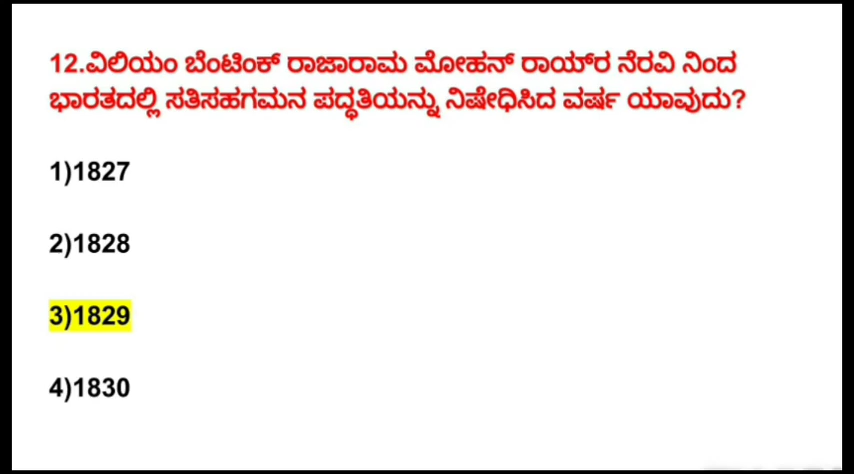 12.ವಿಲಿಯಂ ಬೆಂಟಿಂಕ್ ರಾಜಾರಾಮ ಮೋಹನ್ ರಾಯ್‌ರ ನೆರವಿ ನಿಂದ
ಭಾರತದಲ್ಲಿ ಸತಿಸಹಗಮನ ಪದ್ಧತಿಯನ್ನು ನಿಷೇಧಿಸಿದ ವರ್ಷ ಯಾವುದು?
1)1827
2)1828
3)1829
4)1830